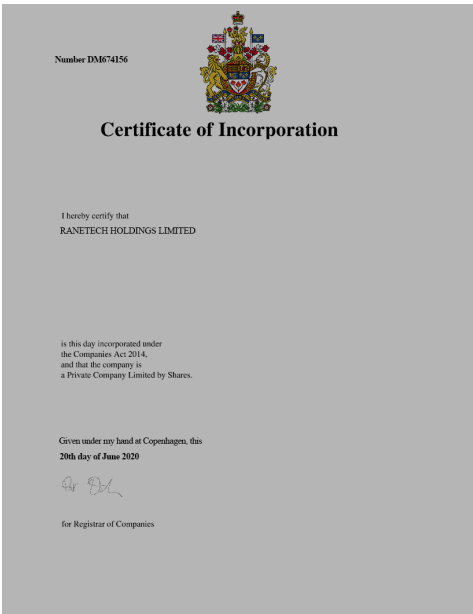 Number DM674156
Certificate of Incorporation
I hereby certify that
RANETECH HOLDINGS LIMITED
is this day incorporated under
the Companies Act 2014,
and that the company is
a Private Company Limited by Shares.
Given under my hand at Copenhagen, this
20th day of June 2020
for Registrar of Companies